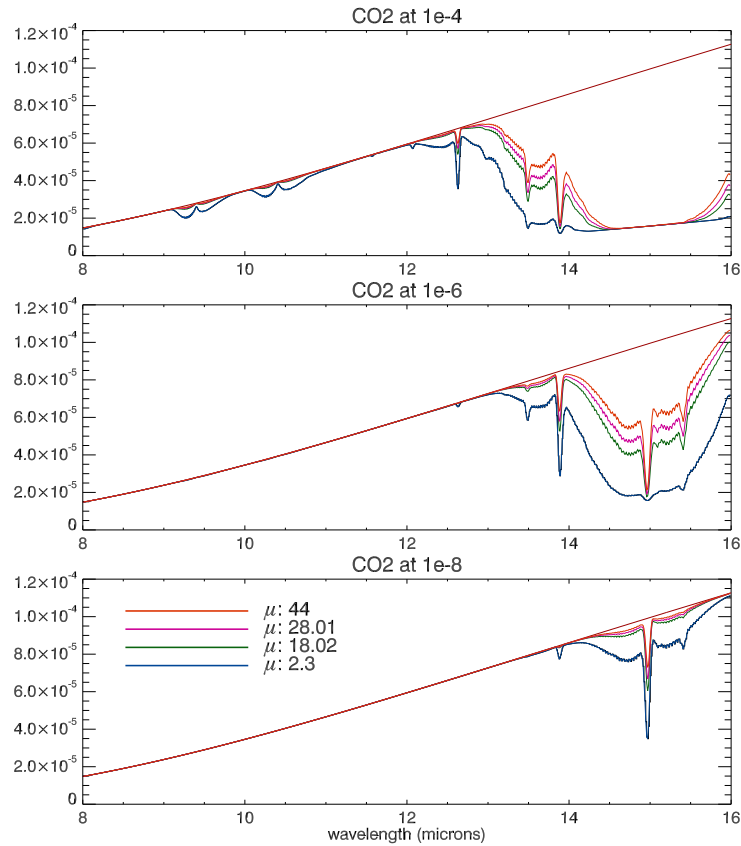 CO2 at 1e-4
1.2×10⁻⁴
1.0×10⁻⁴
8.0×10⁻⁵
6.0×10⁻⁵
4.0×10⁻⁵
2.0×10⁻⁵
0
8 10 12 14 16
CO2 at 1e-6
1.2×10⁻⁴
1.0×10⁻⁴
8.0×10⁻⁵
6.0×10⁻⁵
4.0×10⁻⁵
2.0×10⁻⁵
0
8 10 12 14 16
CO2 at 1e-8
1.2×10⁻⁴
1.0×10⁻⁴
8.0×10⁻⁵
6.0×10⁻⁵
4.0×10⁻⁵
2.0×10⁻⁵
0
μ: 44
μ: 28.01
μ: 18.02
μ: 2.3
8 10 12 14 16
wavelength (microns)